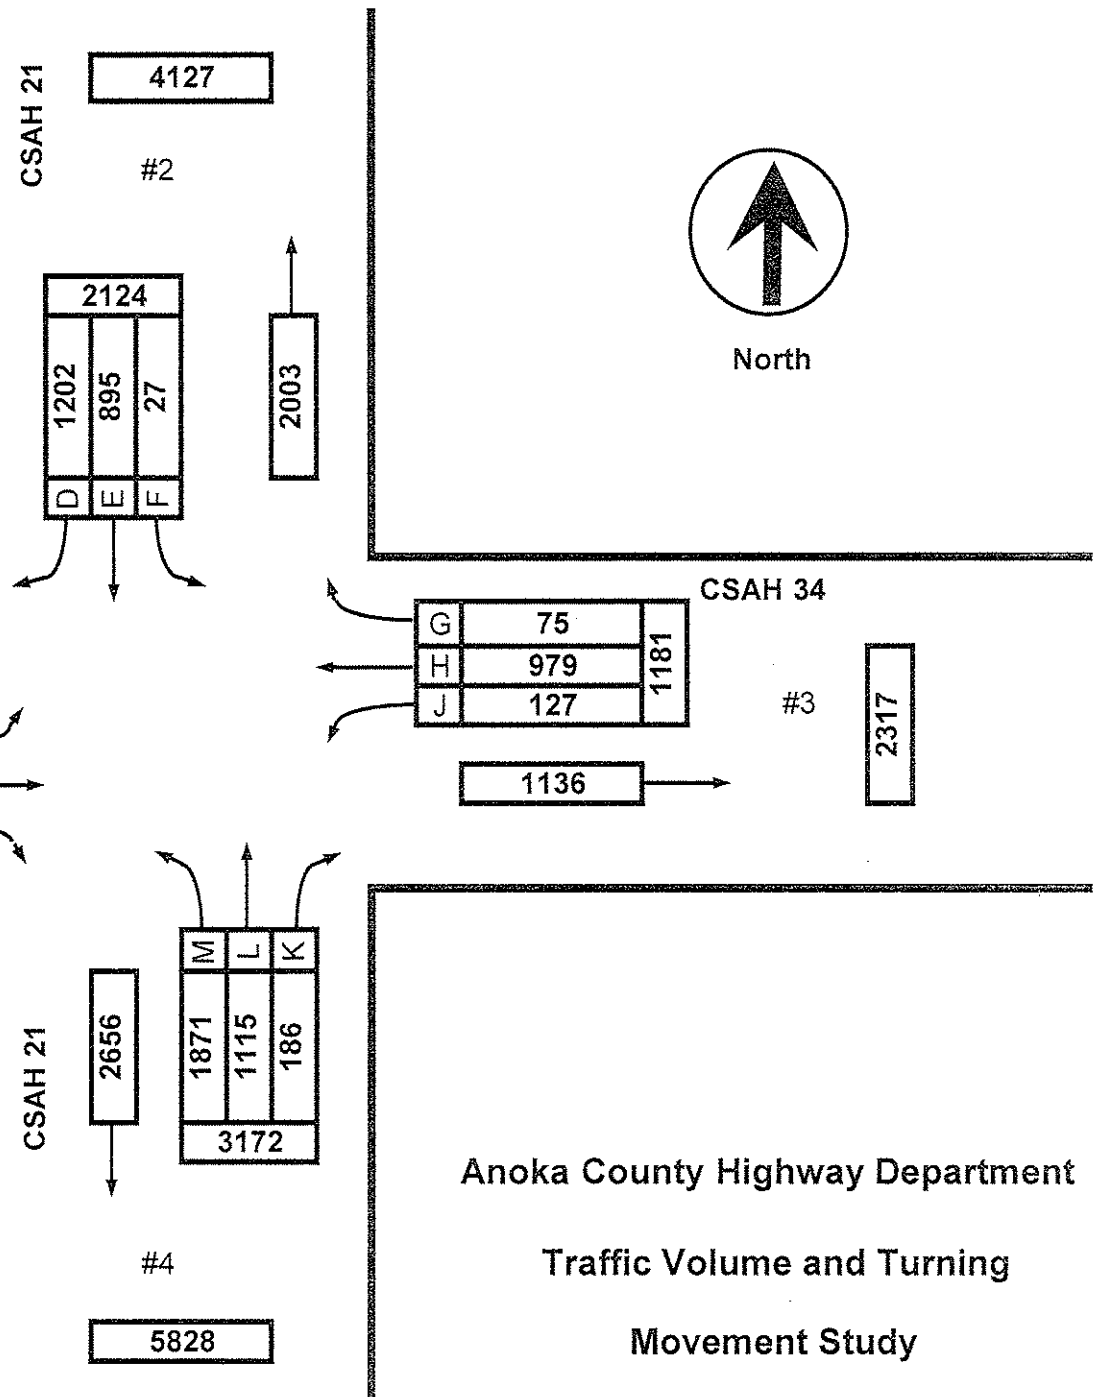 CSAH 21
4127
#2
2124
1202
895
27
D
E
F
2003
North
CSAH 34
G
75
H
979
J
127
1181
#3
2317
1136
M
L
K
1871
1115
186
3172
2656
CSAH 21
#4
5828
Anoka County Highway Department
Traffic Volume and Turning
Movement Study